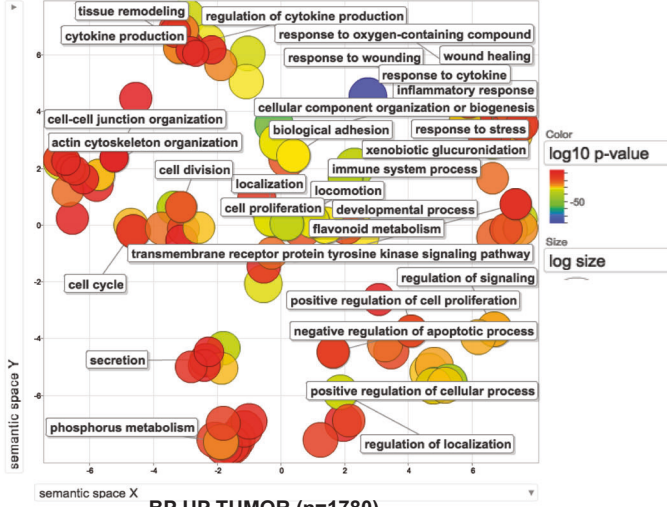 tissue remodeling
regulation of cytokine production
cytokine production
response to oxygen-containing compound
response to wounding
wound healing
response to cytokine
inflammatory response
cellular component organization or biogenesis
cell-cell junction organization
biological adhesion
response to stress
actin cytoskeleton organization
xenobiotic glucuronidation
cell division
immune system process
localization
locomotion
cell proliferation
developmental process
flavonoid metabolism
transmembrane receptor protein tyrosine kinase signaling pathway
cell cycle
regulation of signaling
positive regulation of cell proliferation
negative regulation of apoptotic process
secretion
positive regulation of cellular process
phosphorus metabolism
regulation of localization
6
4
2
0
-2
-4
-6
semantic space Y
-6 -4 -2 0 2 4 6
semantic space X
Color
log10 p-value
-50
Size
log size
BP UP TUMOR (n=1780)